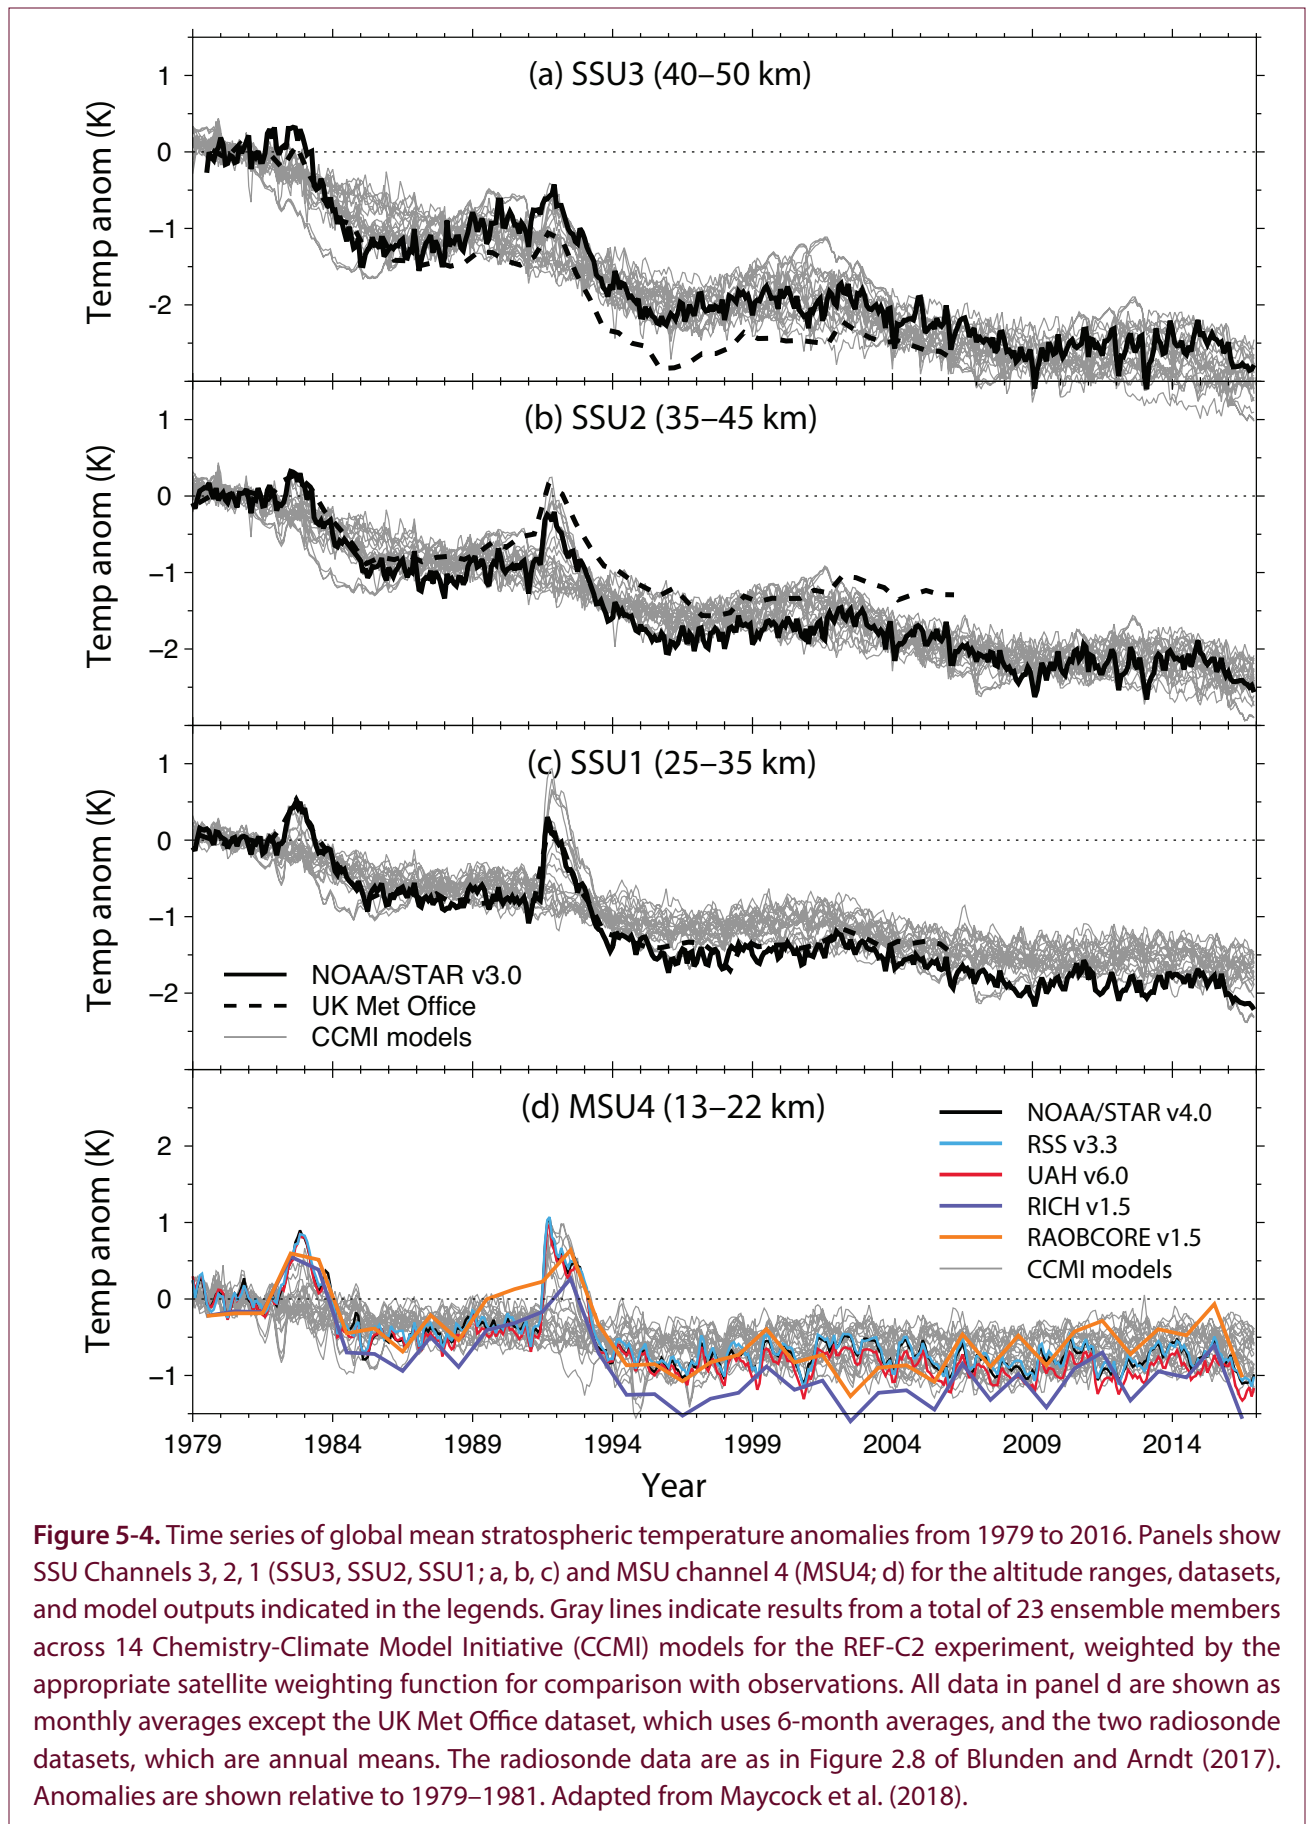 (a) SSU3 (40–50 km)
Temp anom (K)
1
0
−1
-2
(b) SSU2 (35–45 km)
Temp anom (K)
1
0
−1
−2
(c) SSU1 (25–35 km)
Temp anom (K)
1
0
−1
−2
NOAA/STAR v3.0
UK Met Office
CCMI models
(d) MSU4 (13–22 km)
Temp anom (K)
2
1
0
−1
NOAA/STAR v4.0
RSS v3.3
UAH v6.0
RICH v1.5
RAOBCORE v1.5
CCMI models
1979 1984 1989 1994 1999 2004 2009 2014
Year
Figure 5-4. Time series of global mean stratospheric temperature anomalies from 1979 to 2016. Panels show
SSU Channels 3, 2, 1 (SSU3, SSU2, SSU1; a, b, c) and MSU channel 4 (MSU4; d) for the altitude ranges, datasets,
and model outputs indicated in the legends. Gray lines indicate results from a total of 23 ensemble members
across 14 Chemistry-Climate Model Initiative (CCMI) models for the REF-C2 experiment, weighted by the
appropriate satellite weighting function for comparison with observations. All data in panel d are shown as
monthly averages except the UK Met Office dataset, which uses 6-month averages, and the two radiosonde
datasets, which are annual means. The radiosonde data are as in Figure 2.8 of Blunden and Arndt (2017).
Anomalies are shown relative to 1979–1981. Adapted from Maycock et al. (2018).